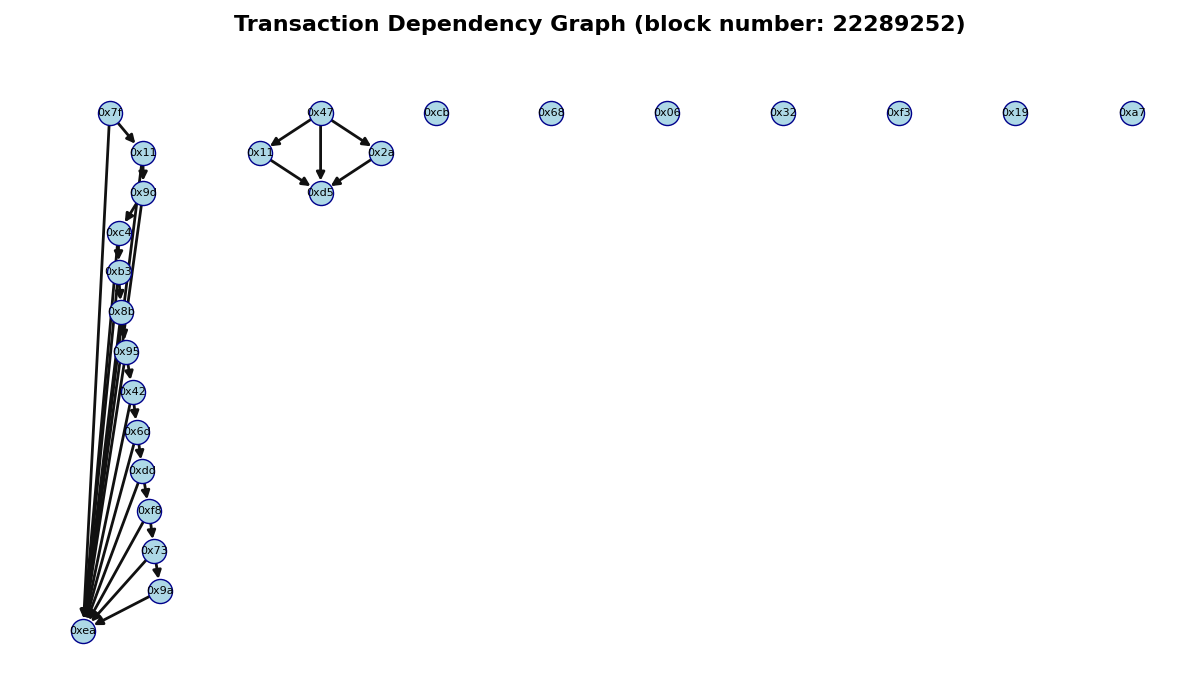 Transaction Dependency Graph (block number: 22289252)
0x7f
0x47
0xcb
0x68
0x06
0x32
0xf3
0x19
0xa7
0x11
0x11
0x2a
0x9d
0xd5
0xc4
0xb3
0x8b
0x95
0x42
0x6d
0xdd
0xf8
0x73
0x9a
0xea